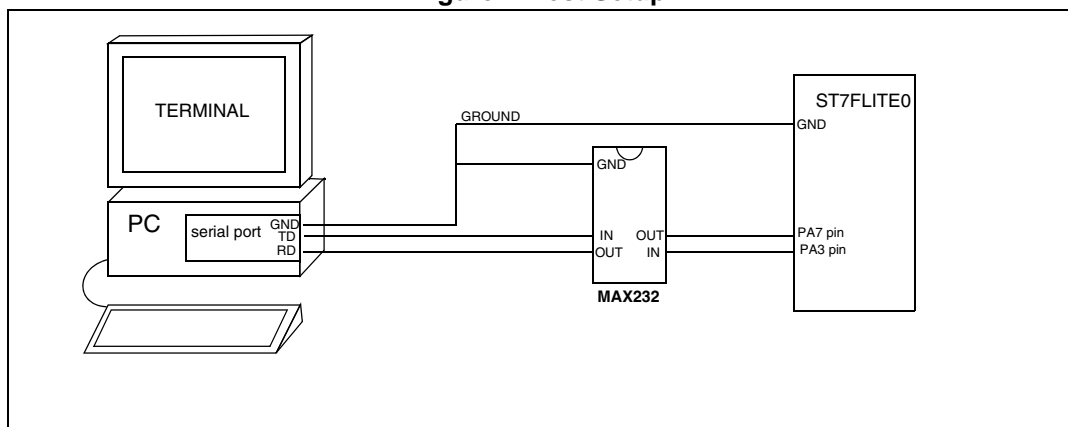 TERMINAL
PC
serial port
GND
TD
RD
GROUND
GND
IN
OUT
OUT
IN
MAX232
ST7FLITE0
GND
PA7 pin
PA3 pin